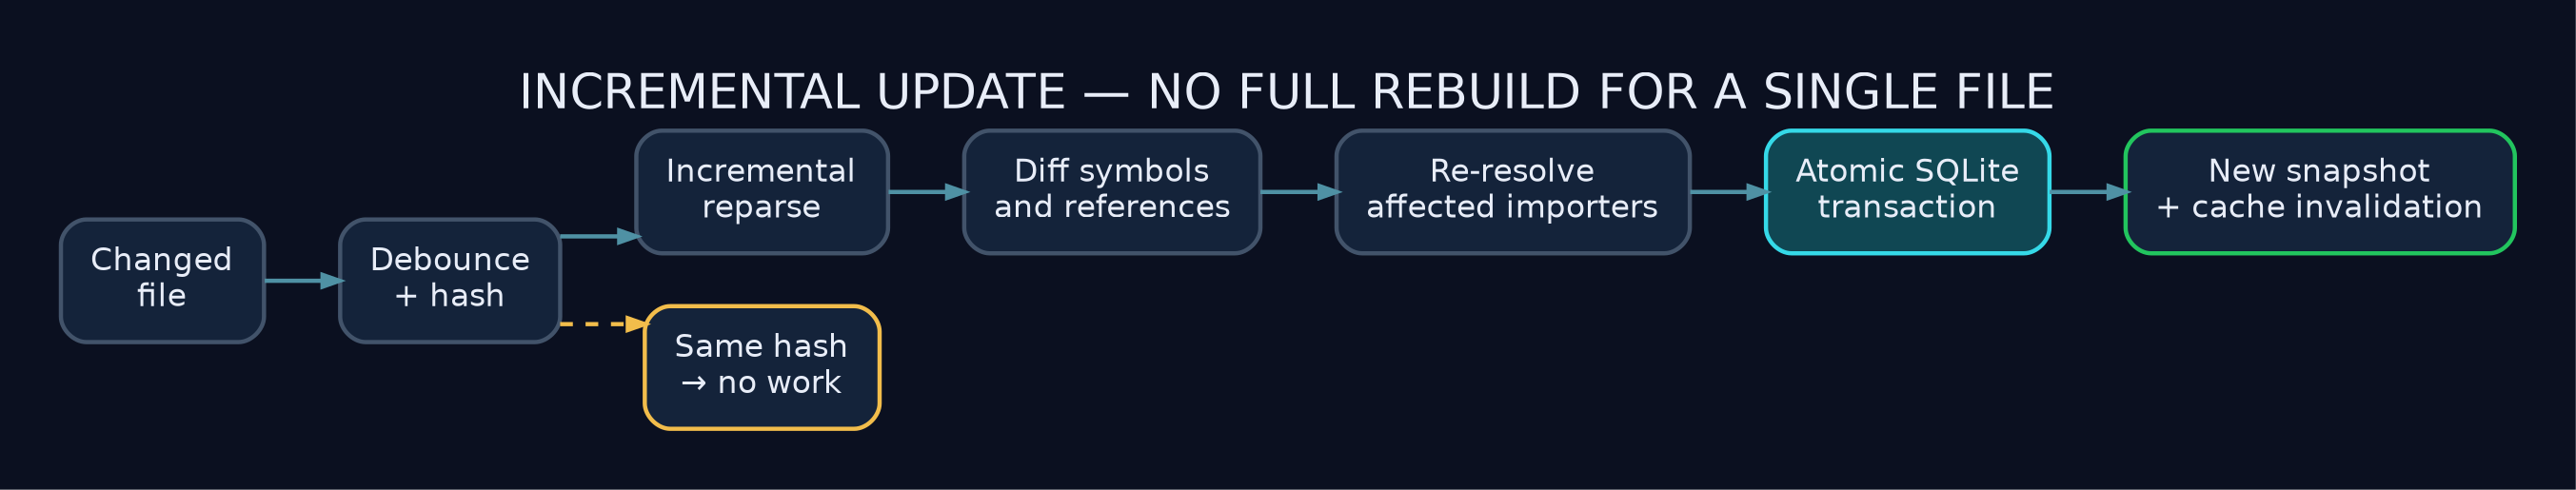 INCREMENTAL UPDATE — NO FULL REBUILD FOR A SINGLE FILE
Changed
file
Debounce
+ hash
Incremental
reparse
Diff symbols
and references
Re-resolve
affected importers
Atomic SQLite
transaction
New snapshot
+ cache invalidation
Same hash
→ no work